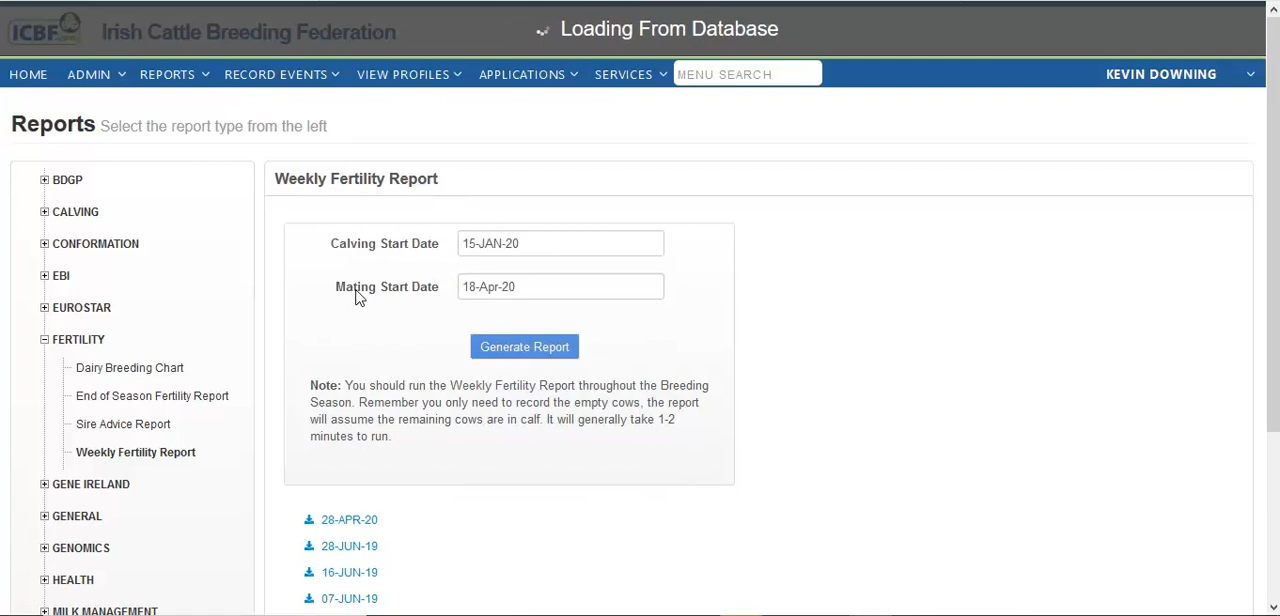 ICBF Irish Cattle Breeding Federation Loading From Database
HOME ADMIN REPORTS RECORD EVENTS VIEW PROFILES APPLICATIONS SERVICES MENU SEARCH KEVIN DOWNING
Reports Select the report type from the left
BDGP
CALVING
CONFORMATION
EBI
EUROSTAR
FERTILITY
Dairy Breeding Chart
End of Season Fertility Report
Sire Advice Report
Weekly Fertility Report
GENE IRELAND
GENERAL
GENOMICS
HEALTH
MILK MANAGEMENT
Weekly Fertility Report
Calving Start Date 15-JAN-20
Mating Start Date 18-Apr-20
Generate Report
Note: You should run the Weekly Fertility Report throughout the Breeding
Season. Remember you only need to record the empty cows, the report
will assume the remaining cows are in calf. It will generally take 1-2
minutes to run.
28-APR-20
28-JUN-19
16-JUN-19
07-JUN-19